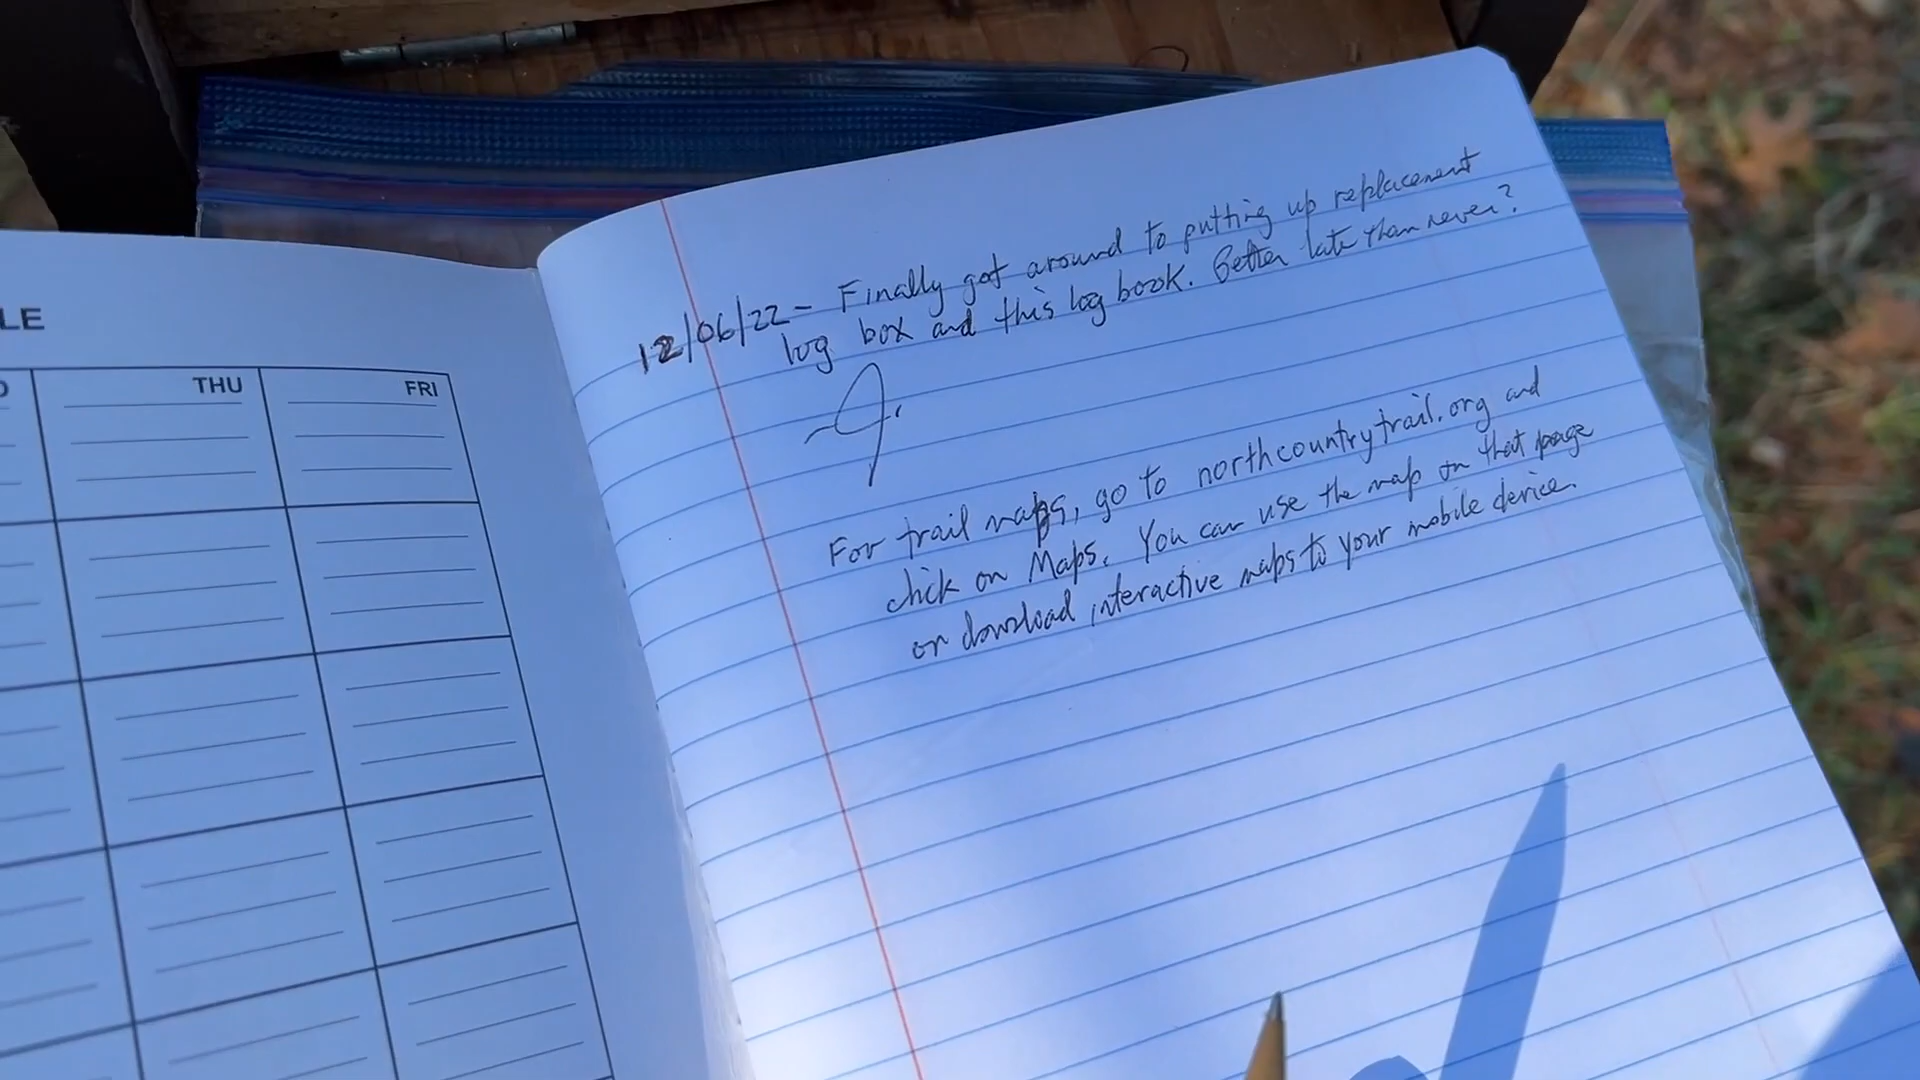 LE
THU
FRI
12/06/22 - Finally got around to putting up replacement
log box and this log book. Better late than never?
J.
For trail maps, go to northcountrytrail.org and
click on Maps. You can use the map on that page
or download interactive maps to your mobile device.